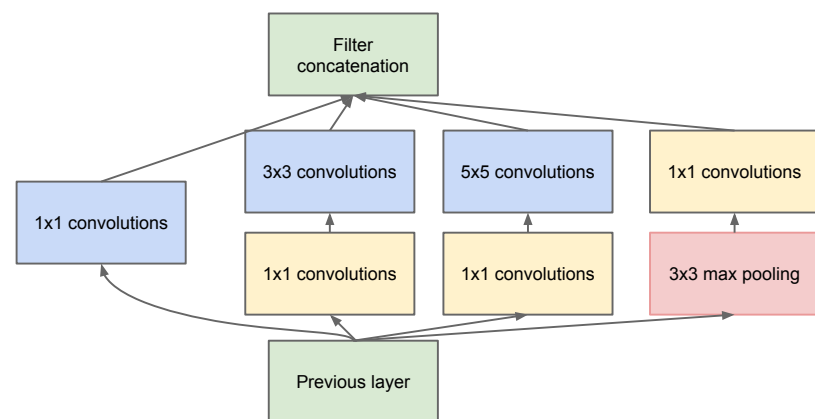 Filter
concatenation
3x3 convolutions
5x5 convolutions
1x1 convolutions
1x1 convolutions
1x1 convolutions
1x1 convolutions
3x3 max pooling
Previous layer